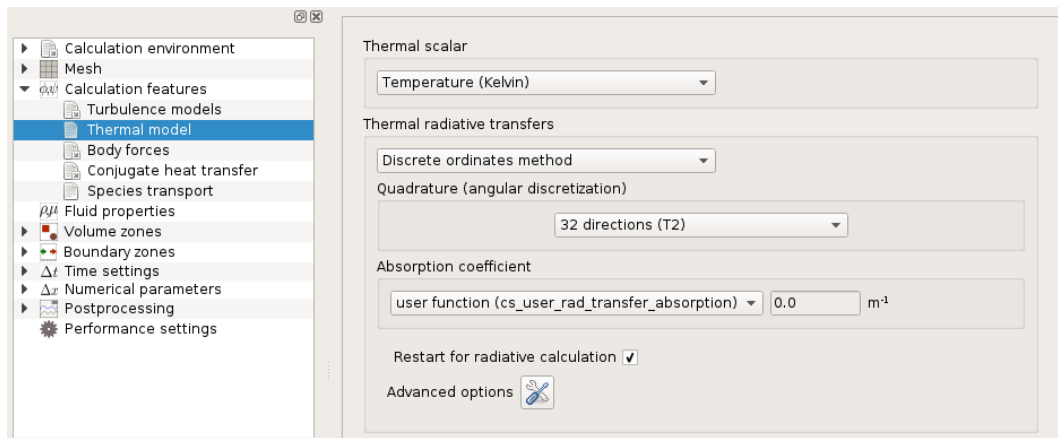 Calculation environment
Mesh
φ,ψ Calculation features
Turbulence models
Thermal model
Body forces
Conjugate heat transfer
Species transport
ρ,μ Fluid properties
Volume zones
Boundary zones
Δt Time settings
Δx Numerical parameters
Postprocessing
Performance settings
Thermal scalar
Temperature (Kelvin)
Thermal radiative transfers
Discrete ordinates method
Quadrature (angular discretization)
32 directions (T2)
Absorption coefficient
user function (cs_user_rad_transfer_absorption) 0.0 m⁻¹
Restart for radiative calculation
Advanced options